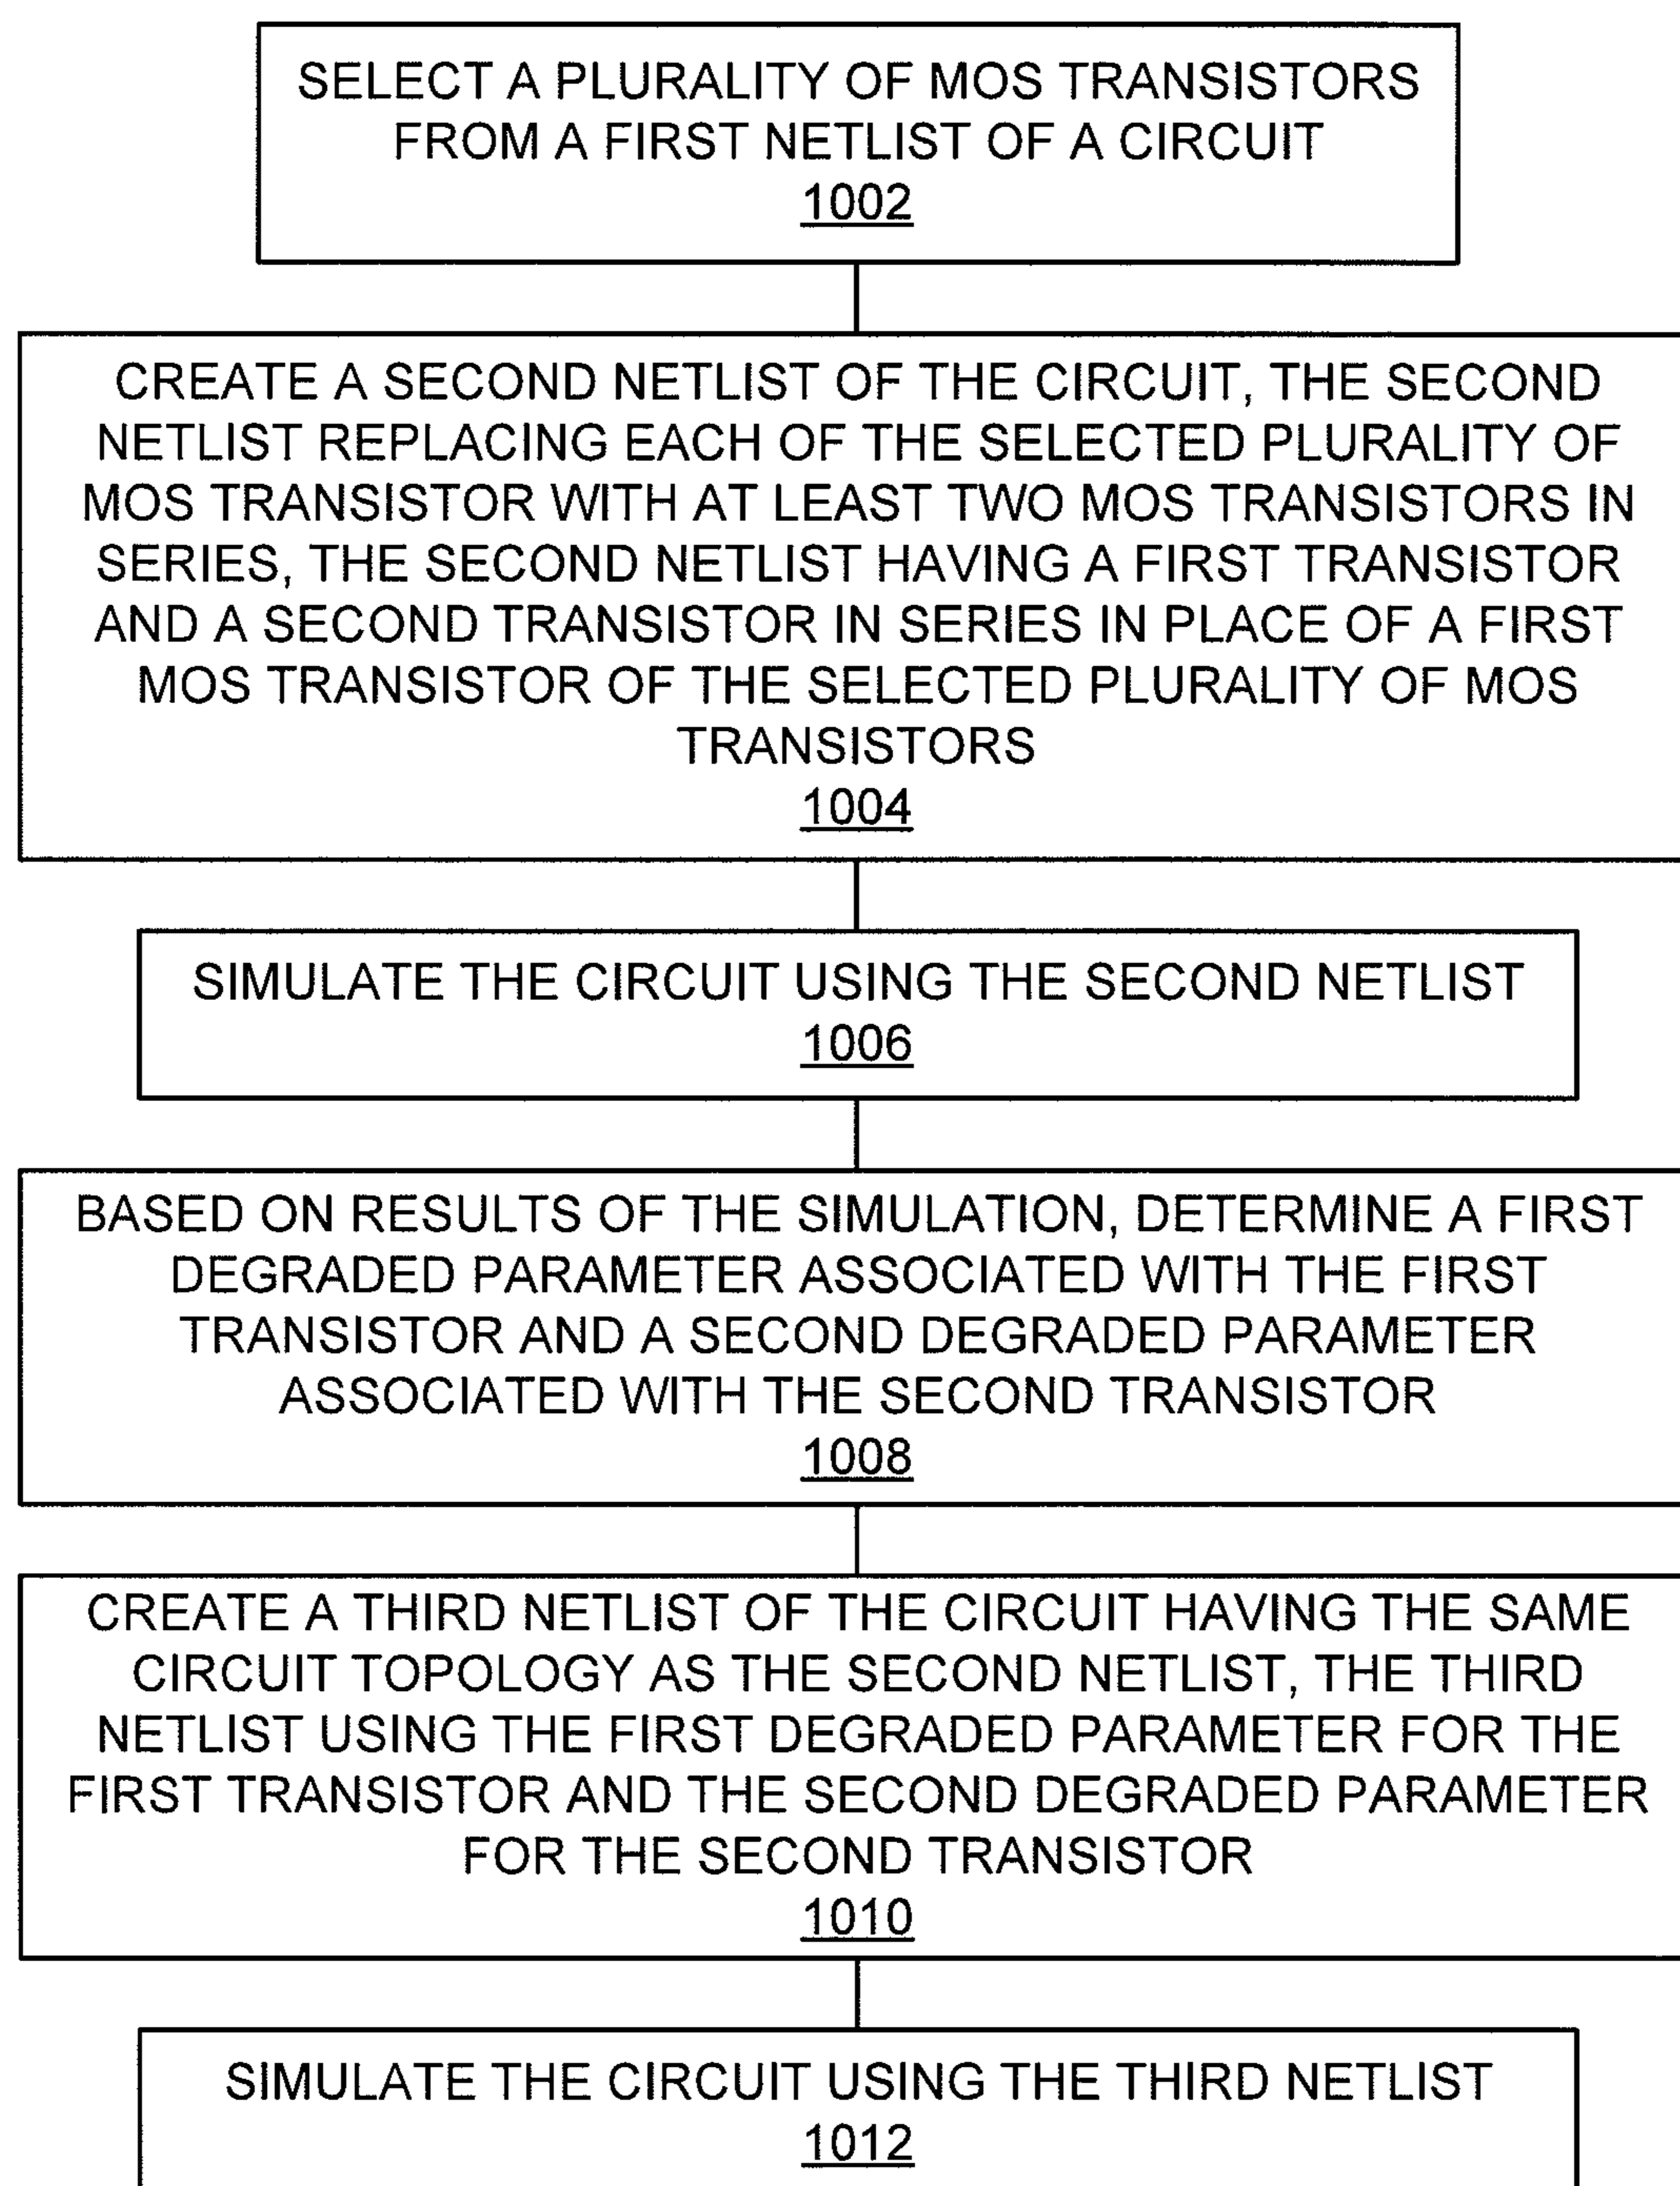 SELECT A PLURALITY OF MOS TRANSISTORS
FROM A FIRST NETLIST OF A CIRCUIT
1002
CREATE A SECOND NETLIST OF THE CIRCUIT, THE SECOND
NETLIST REPLACING EACH OF THE SELECTED PLURALITY OF
MOS TRANSISTOR WITH AT LEAST TWO MOS TRANSISTORS IN
SERIES, THE SECOND NETLIST HAVING A FIRST TRANSISTOR
AND A SECOND TRANSISTOR IN SERIES IN PLACE OF A FIRST
MOS TRANSISTOR OF THE SELECTED PLURALITY OF MOS
TRANSISTORS
1004
SIMULATE THE CIRCUIT USING THE SECOND NETLIST
1006
BASED ON RESULTS OF THE SIMULATION, DETERMINE A FIRST
DEGRADED PARAMETER ASSOCIATED WITH THE FIRST
TRANSISTOR AND A SECOND DEGRADED PARAMETER
ASSOCIATED WITH THE SECOND TRANSISTOR
1008
CREATE A THIRD NETLIST OF THE CIRCUIT HAVING THE SAME
CIRCUIT TOPOLOGY AS THE SECOND NETLIST, THE THIRD
NETLIST USING THE FIRST DEGRADED PARAMETER FOR THE
FIRST TRANSISTOR AND THE SECOND DEGRADED PARAMETER
FOR THE SECOND TRANSISTOR
1010
SIMULATE THE CIRCUIT USING THE THIRD NETLIST
1012